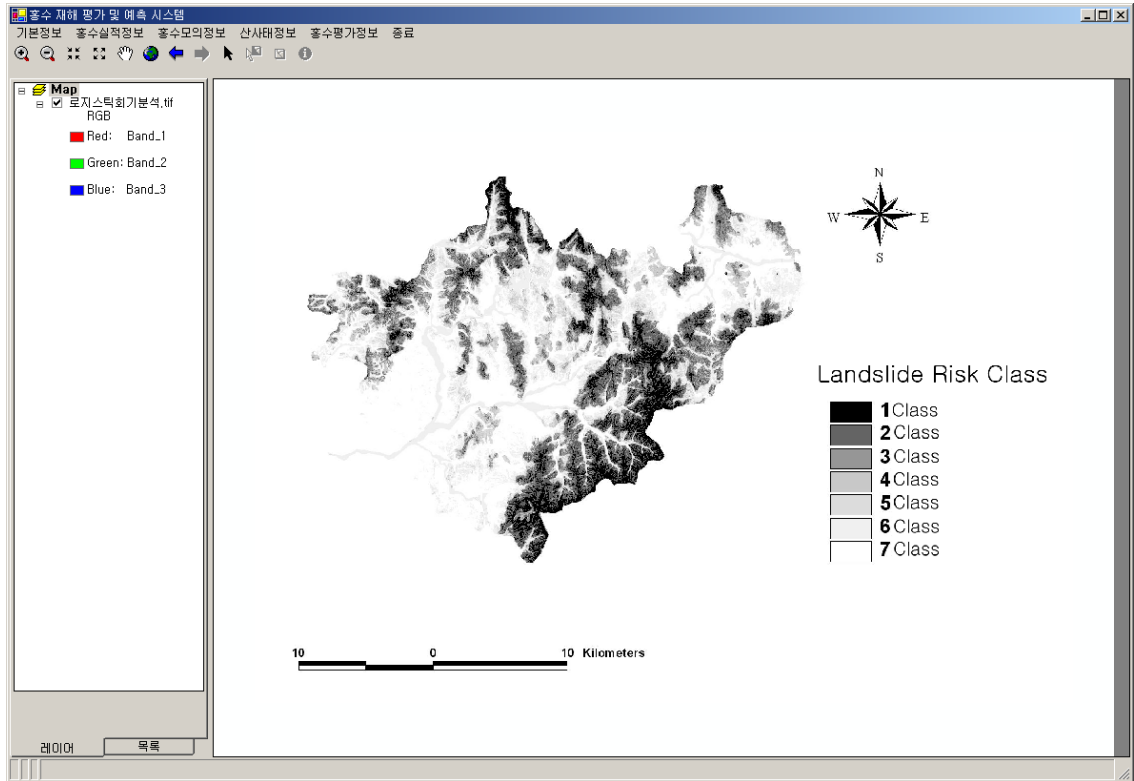 홍수 재해 평가 및 예측 시스템
기본정보 홍수실적정보 홍수모의정보 산사태정보 홍수평가정보 종료
Map
로지스틱회기분석.tif
RGB
Red: Band_1
Green: Band_2
Blue: Band_3
N
W E
S
Landslide Risk Class
1 Class
2 Class
3 Class
4 Class
5 Class
6 Class
7 Class
10 0 10 Kilometers
레이어 목록